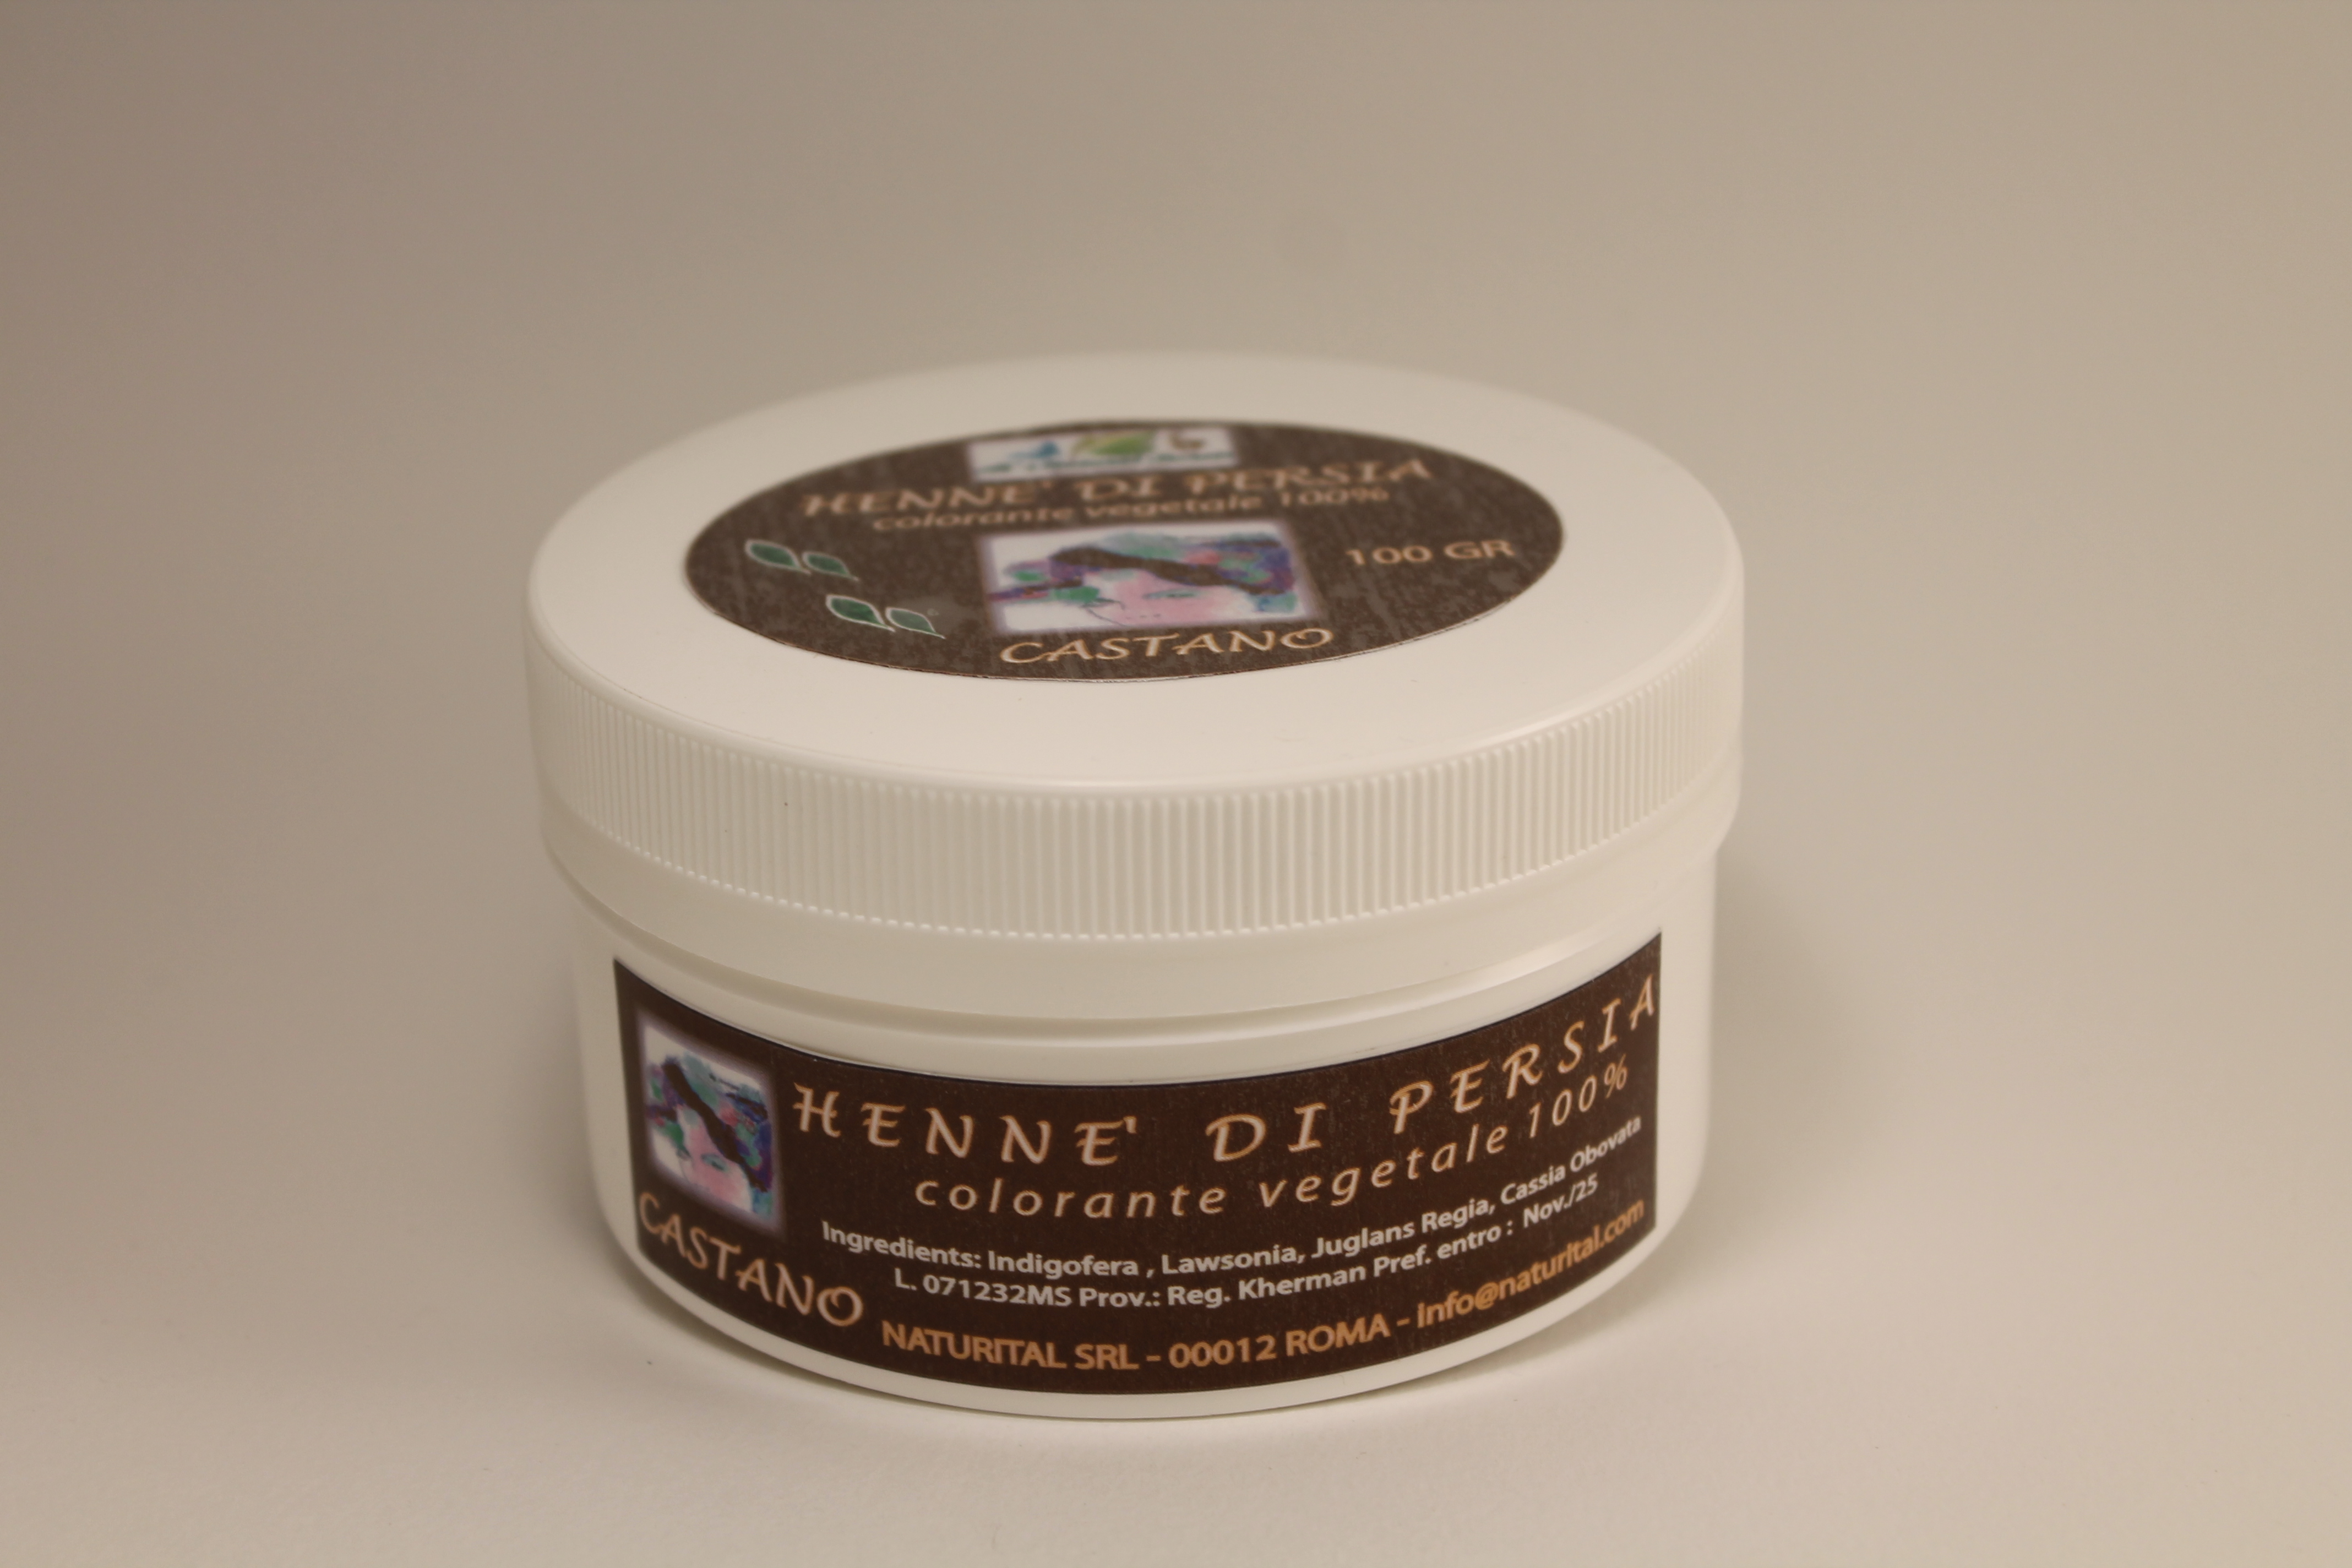 HENNE' DI PERSIA
colorante vegetale 100%
100 GR
CASTANO
HENNE' DI PERSIA
colorante vegetale 100%
Ingredients: Indigofera , Lawsonia, Juglans Regia, Cassia Obovata
L. 071232MS Prov.: Reg. Kherman Pref. entro : Nov./25
CASTANO
NATURITAL SRL - 00012 ROMA - info@naturital.com